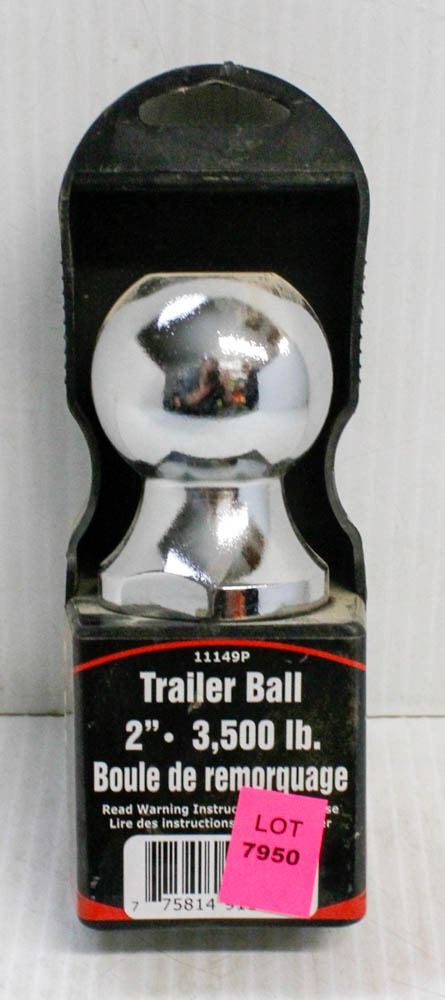 11149P
Trailer Ball
2" • 3,500 lb.
Boule de remorquage
Read Warning
Lire des instructions
LOT
7950
7 75814